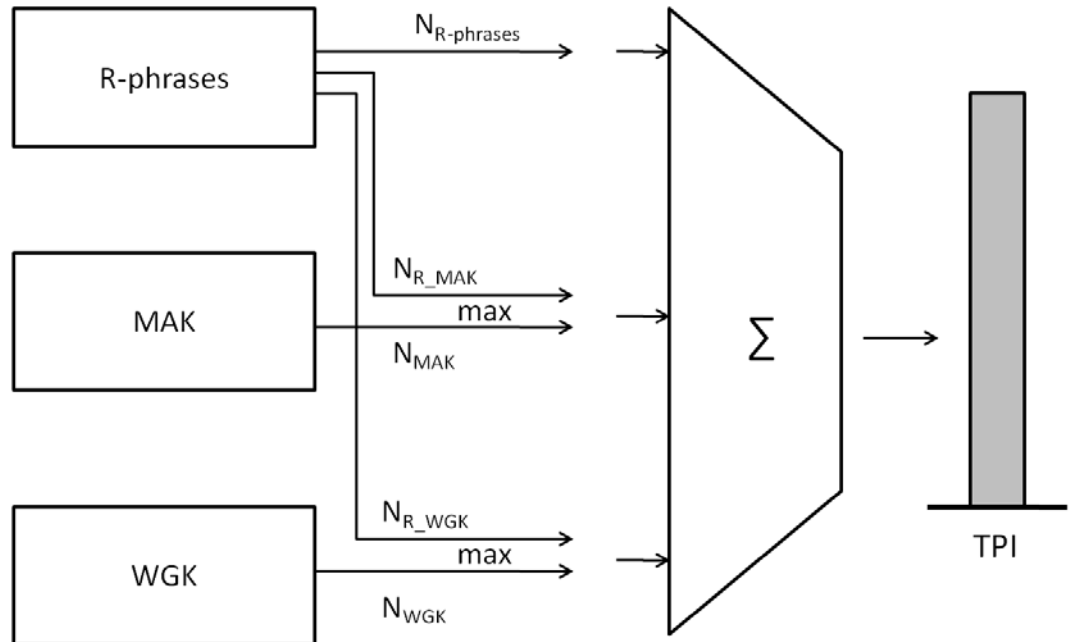 N_R-phrases
R-phrases
N_R_MAK
max
MAK
N_MAK
Σ
N_R_WGK
max
WGK
N_WGK
TPI